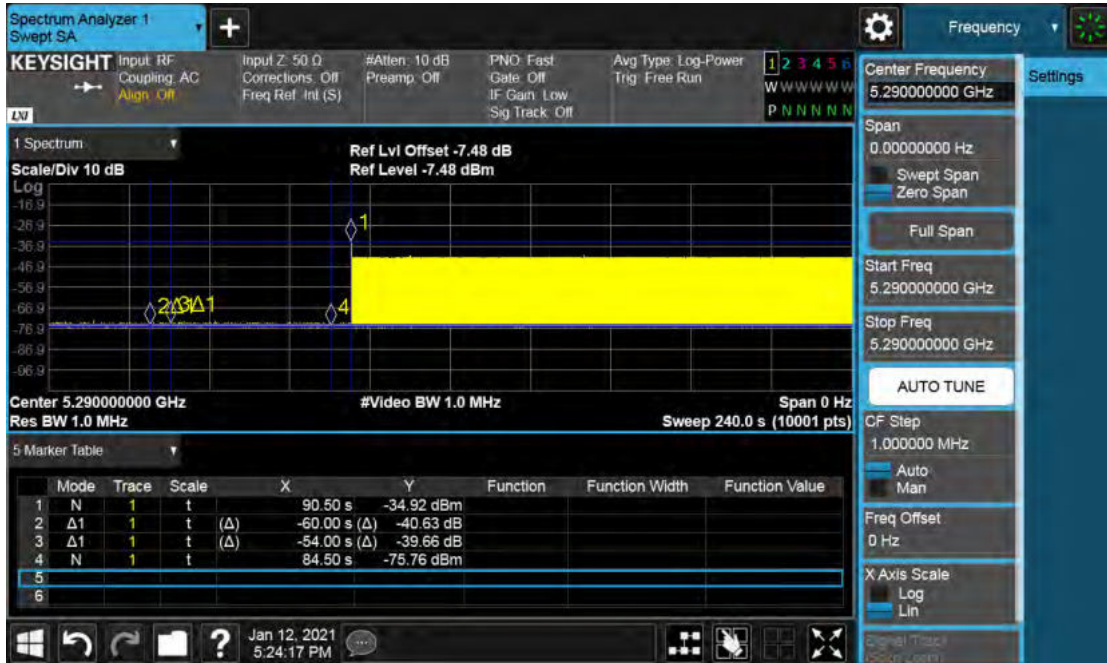 Spectrum Analyzer 1
Swept SA
+
Frequency
KEYSIGHT
Input: RF
Coupling: AC
Align: Off
Input Z: 50 Ω
Corrections: Off
Freq Ref: Int (S)
#Atten: 10 dB
Preamp: Off
PNO: Fast
Gate: Off
IF Gain: Low
Sig Track: Off
Avg Type: Log-Power
Trig: Free Run
1 2 3 4 5 6
W W W W W W
P N N N N N
LXI
Center Frequency
5.290000000 GHz
Settings
Span
0.00000000 Hz
Swept Span
Zero Span
Full Span
Start Freq
5.290000000 GHz
Stop Freq
5.290000000 GHz
AUTO TUNE
CF Step
1.000000 MHz
Auto
Man
Freq Offset
0 Hz
X Axis Scale
Log
Lin
Signal Track
(Span Zoom)
1 Spectrum
Scale/Div 10 dB
Ref Lvl Offset -7.48 dB
Ref Level -7.48 dBm
Log
-16.9
-26.9
-36.9
-46.9
-56.9
-66.9
-76.9
-86.9
-96.9
1
2Δ1
3Δ1
4
Center 5.290000000 GHz
Res BW 1.0 MHz
#Video BW 1.0 MHz
Span 0 Hz
Sweep 240.0 s (10001 pts)
5 Marker Table
Mode Trace Scale X Y Function Function Width Function Value
1 N 1 t 90.50 s -34.92 dBm
2 Δ1 1 t (Δ) -60.00 s (Δ) -40.63 dB
3 Δ1 1 t (Δ) -54.00 s (Δ) -39.66 dB
4 N 1 t 84.50 s -75.76 dBm
5
6
?
Jan 12, 2021
5:24:17 PM